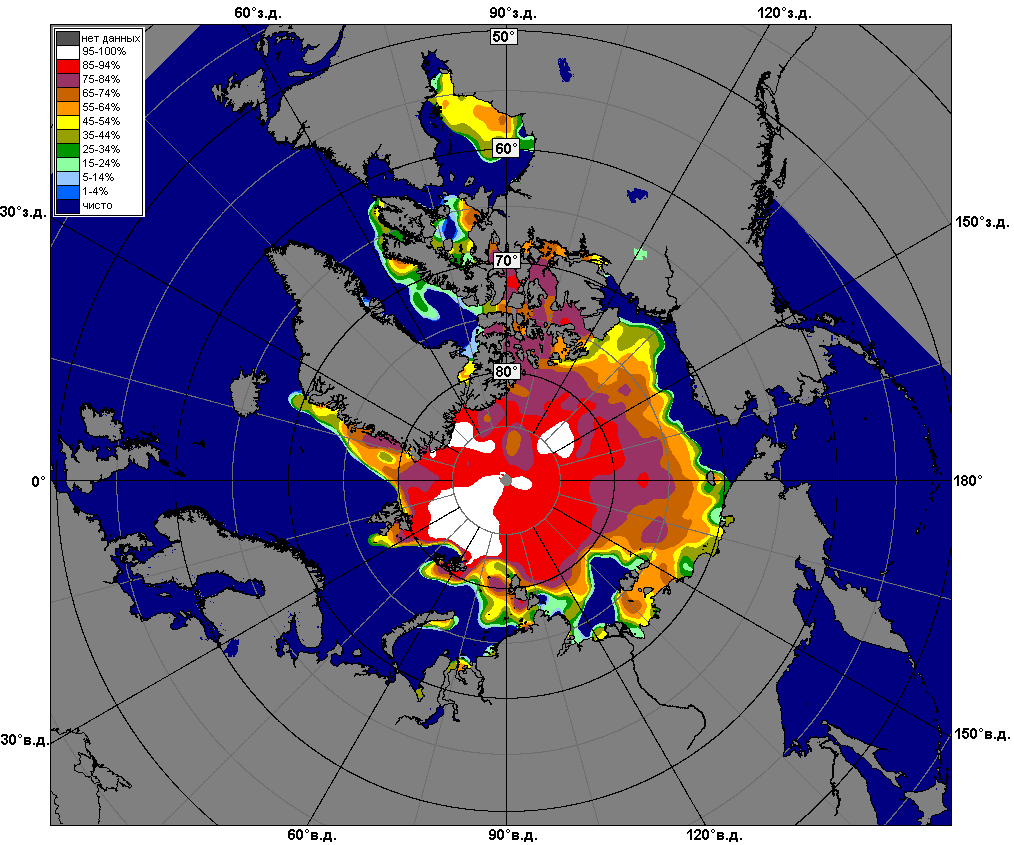 60°з.д.
90°з.д.
120°з.д.
50°
нет данных
95-100%
85-94%
75-84%
65-74%
55-64%
45-54%
35-44%
25-34%
15-24%
5-14%
1-4%
чисто
60°
30°з.д.
150°з.д.
70°
80°
0°
180°
30°в.д.
150°в.д.
60°в.д.
90°в.д.
120°в.д.